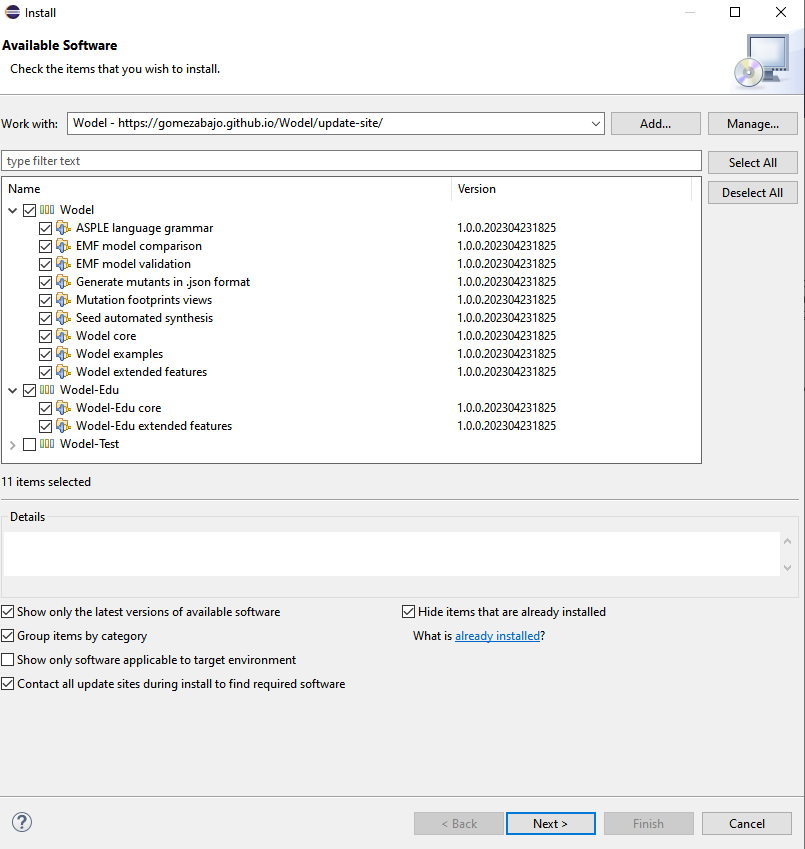 Install
Available Software
Check the items that you wish to install.
Work with: Wodel - https://gomezabajo.github.io/Wodel/update-site/ Add... Manage...
type filter text Select All
Deselect All
Name Version
Wodel
ASPLE language grammar 1.0.0.202304231825
EMF model comparison 1.0.0.202304231825
EMF model validation 1.0.0.202304231825
Generate mutants in .json format 1.0.0.202304231825
Mutation footprints views 1.0.0.202304231825
Seed automated synthesis 1.0.0.202304231825
Wodel core 1.0.0.202304231825
Wodel examples 1.0.0.202304231825
Wodel extended features 1.0.0.202304231825
Wodel-Edu
Wodel-Edu core 1.0.0.202304231825
Wodel-Edu extended features 1.0.0.202304231825
Wodel-Test
11 items selected
Details
Show only the latest versions of available software Hide items that are already installed
Group items by category What is already installed?
Show only software applicable to target environment
Contact all update sites during install to find required software
? < Back Next > Finish Cancel